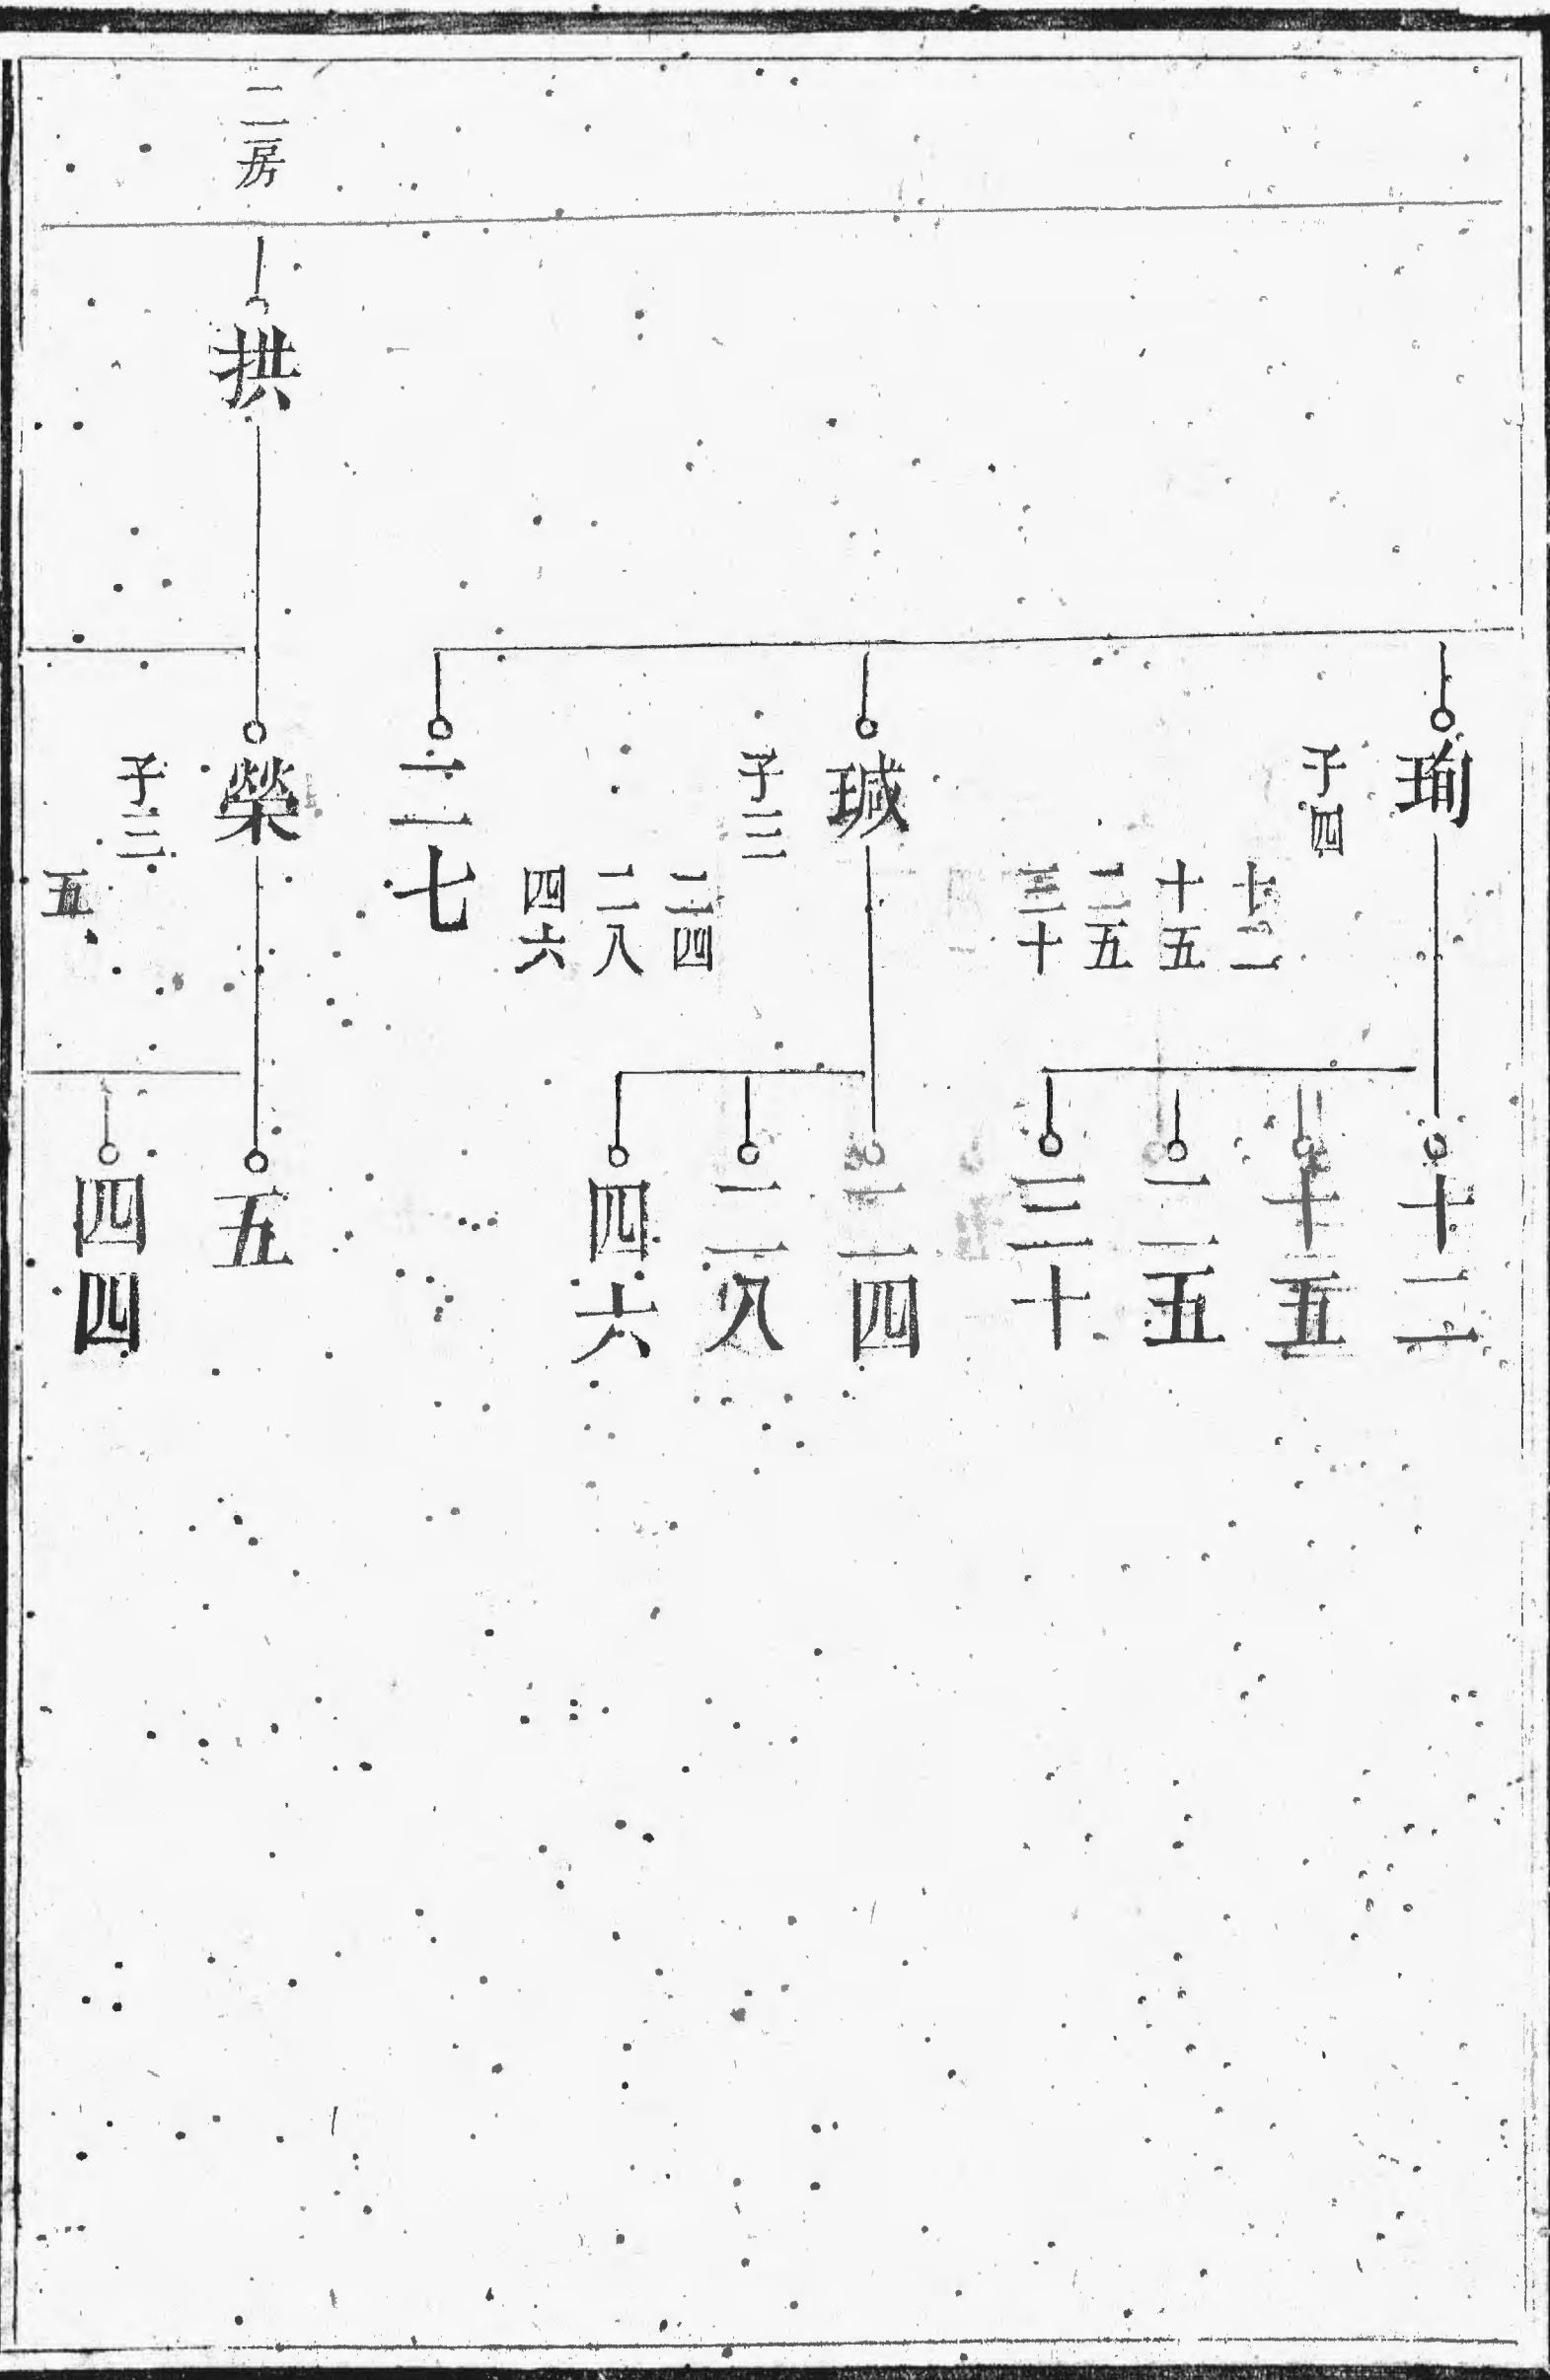 二房
拱
珣
子四
十二
十五
二五
三十
瑊
子三
二四
二八
四六
二七
榮
子三
五
十二
十五
二五
三十
二四
二八
四六
五
四四